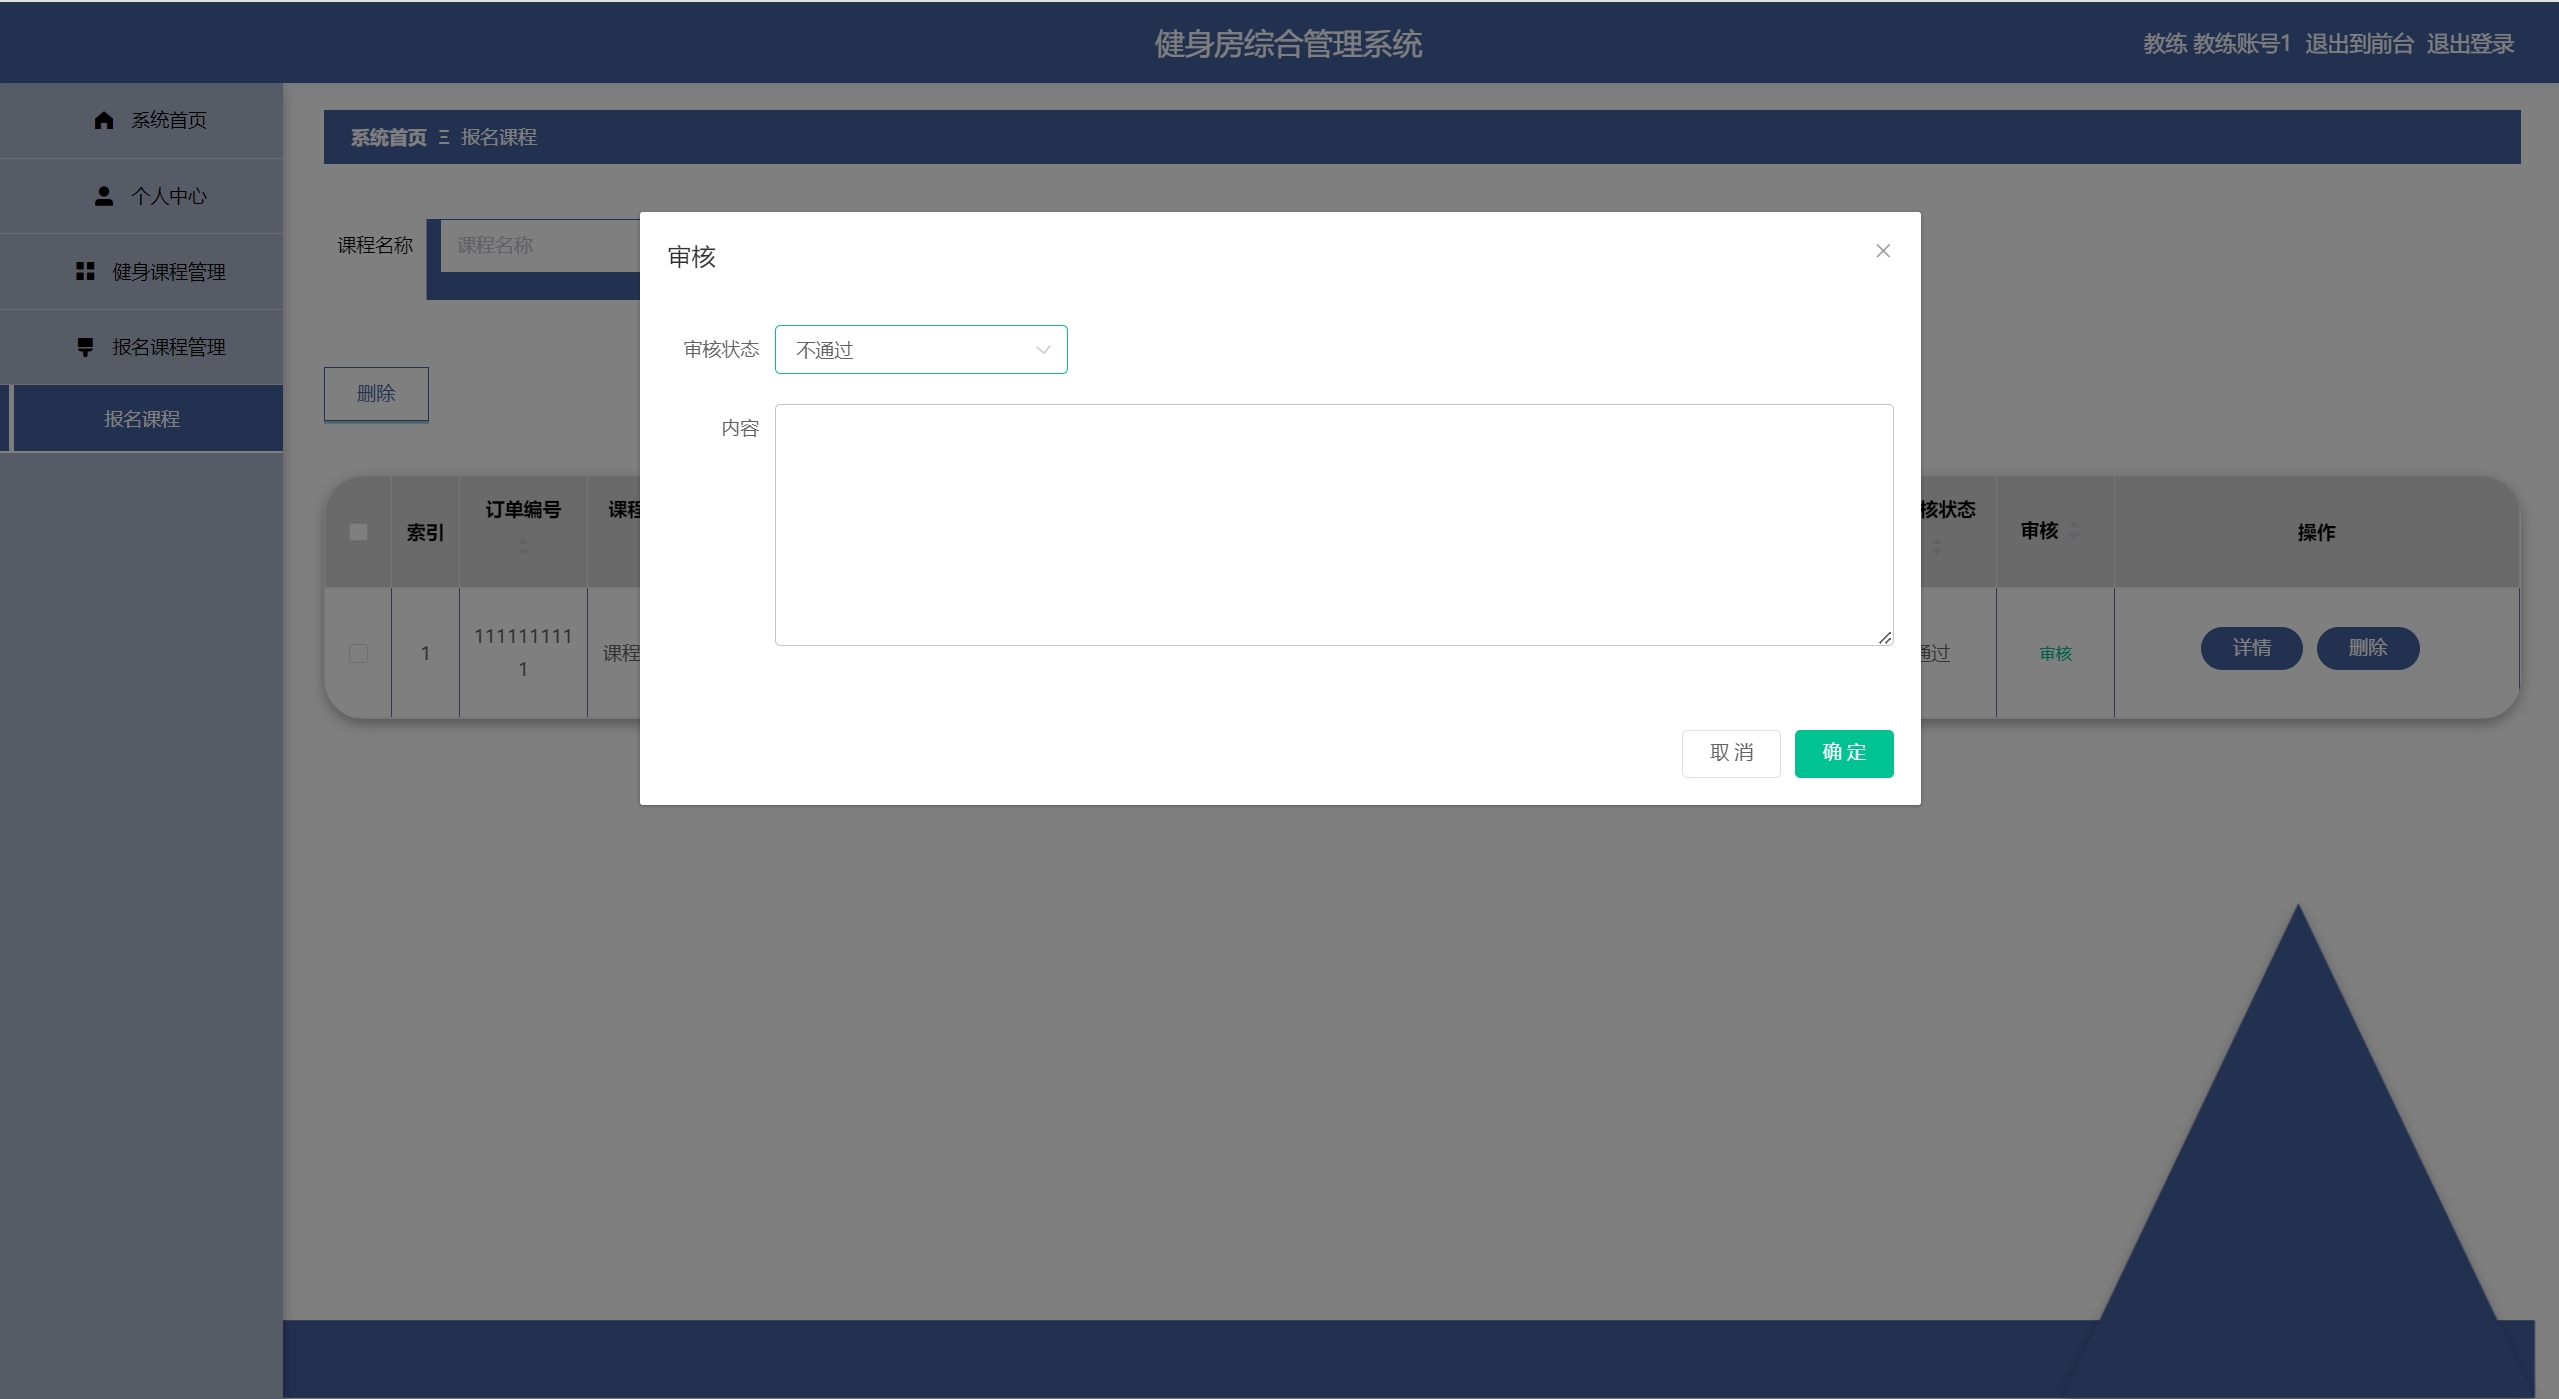 健身房综合管理系统
教练 教练账号1 退出到前台 退出登录
系统首页
个人中心
健身课程管理
报名课程管理
报名课程
系统首页 Ξ 报名课程
课程名称 课程名称
删除
审核
审核状态 不通过
内容
取消 确定
索引 订单编号 课程 核状态 审核 操作
1 111111111
1 课程 通过 审核 详情 删除